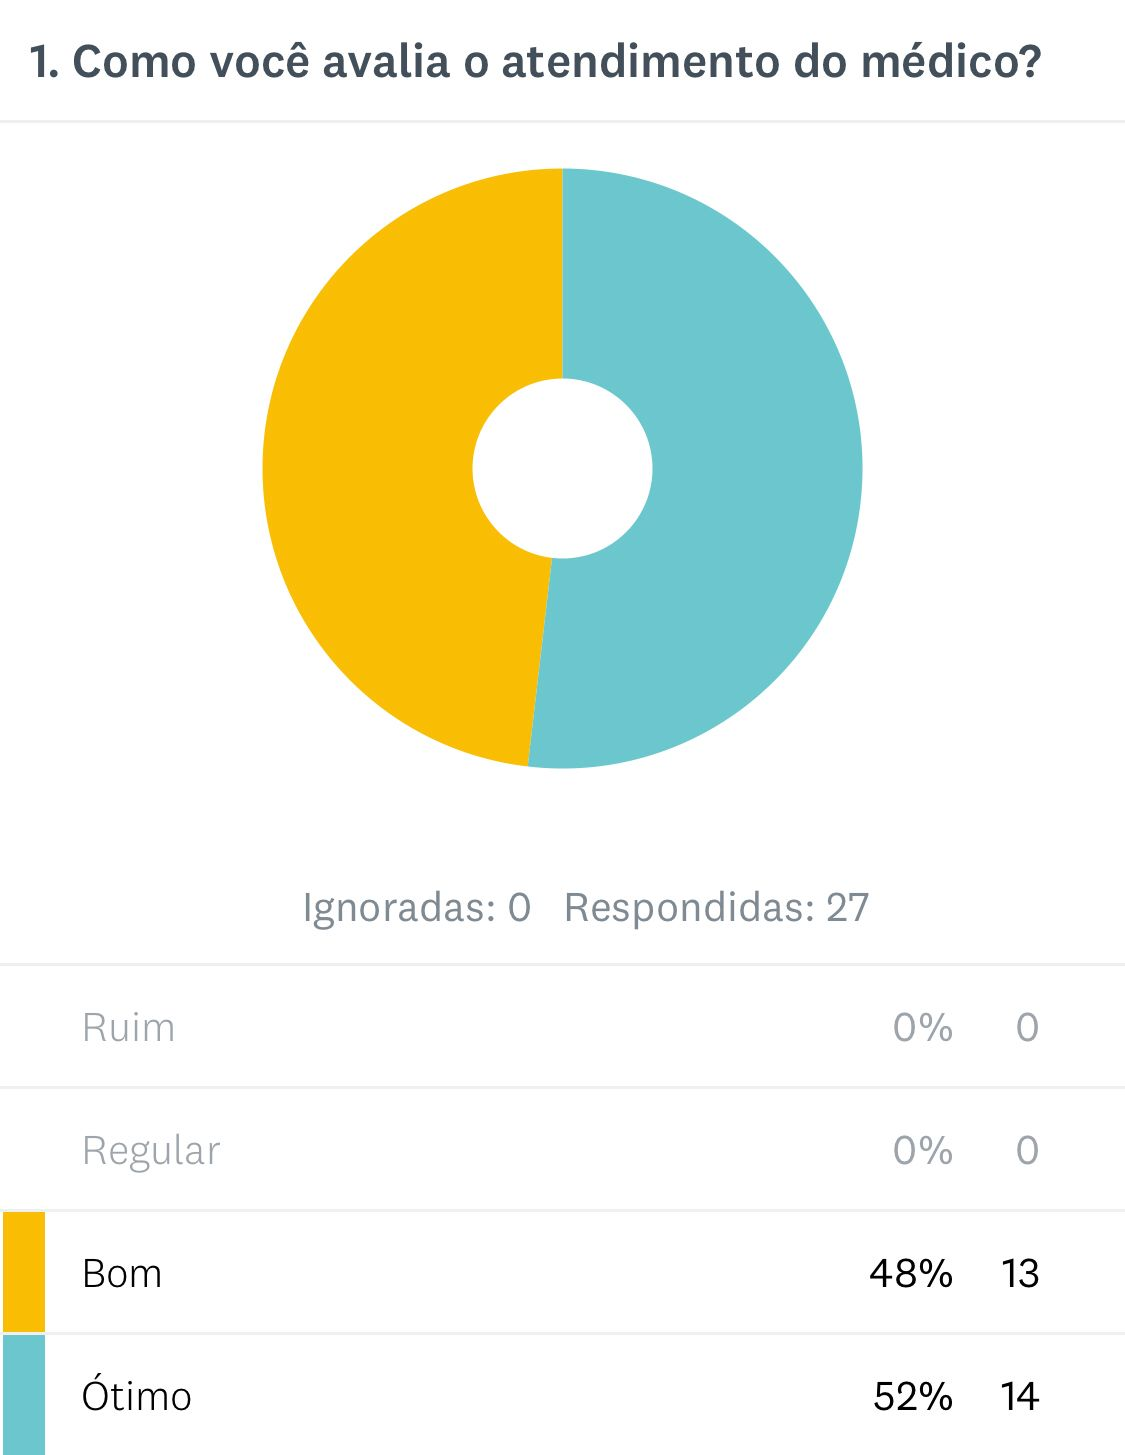 1. Como você avalia o atendimento do médico?
Ignoradas: 0 Respondidas: 27
Ruim 0% 0
Regular 0% 0
Bom 48% 13
Ótimo 52% 14